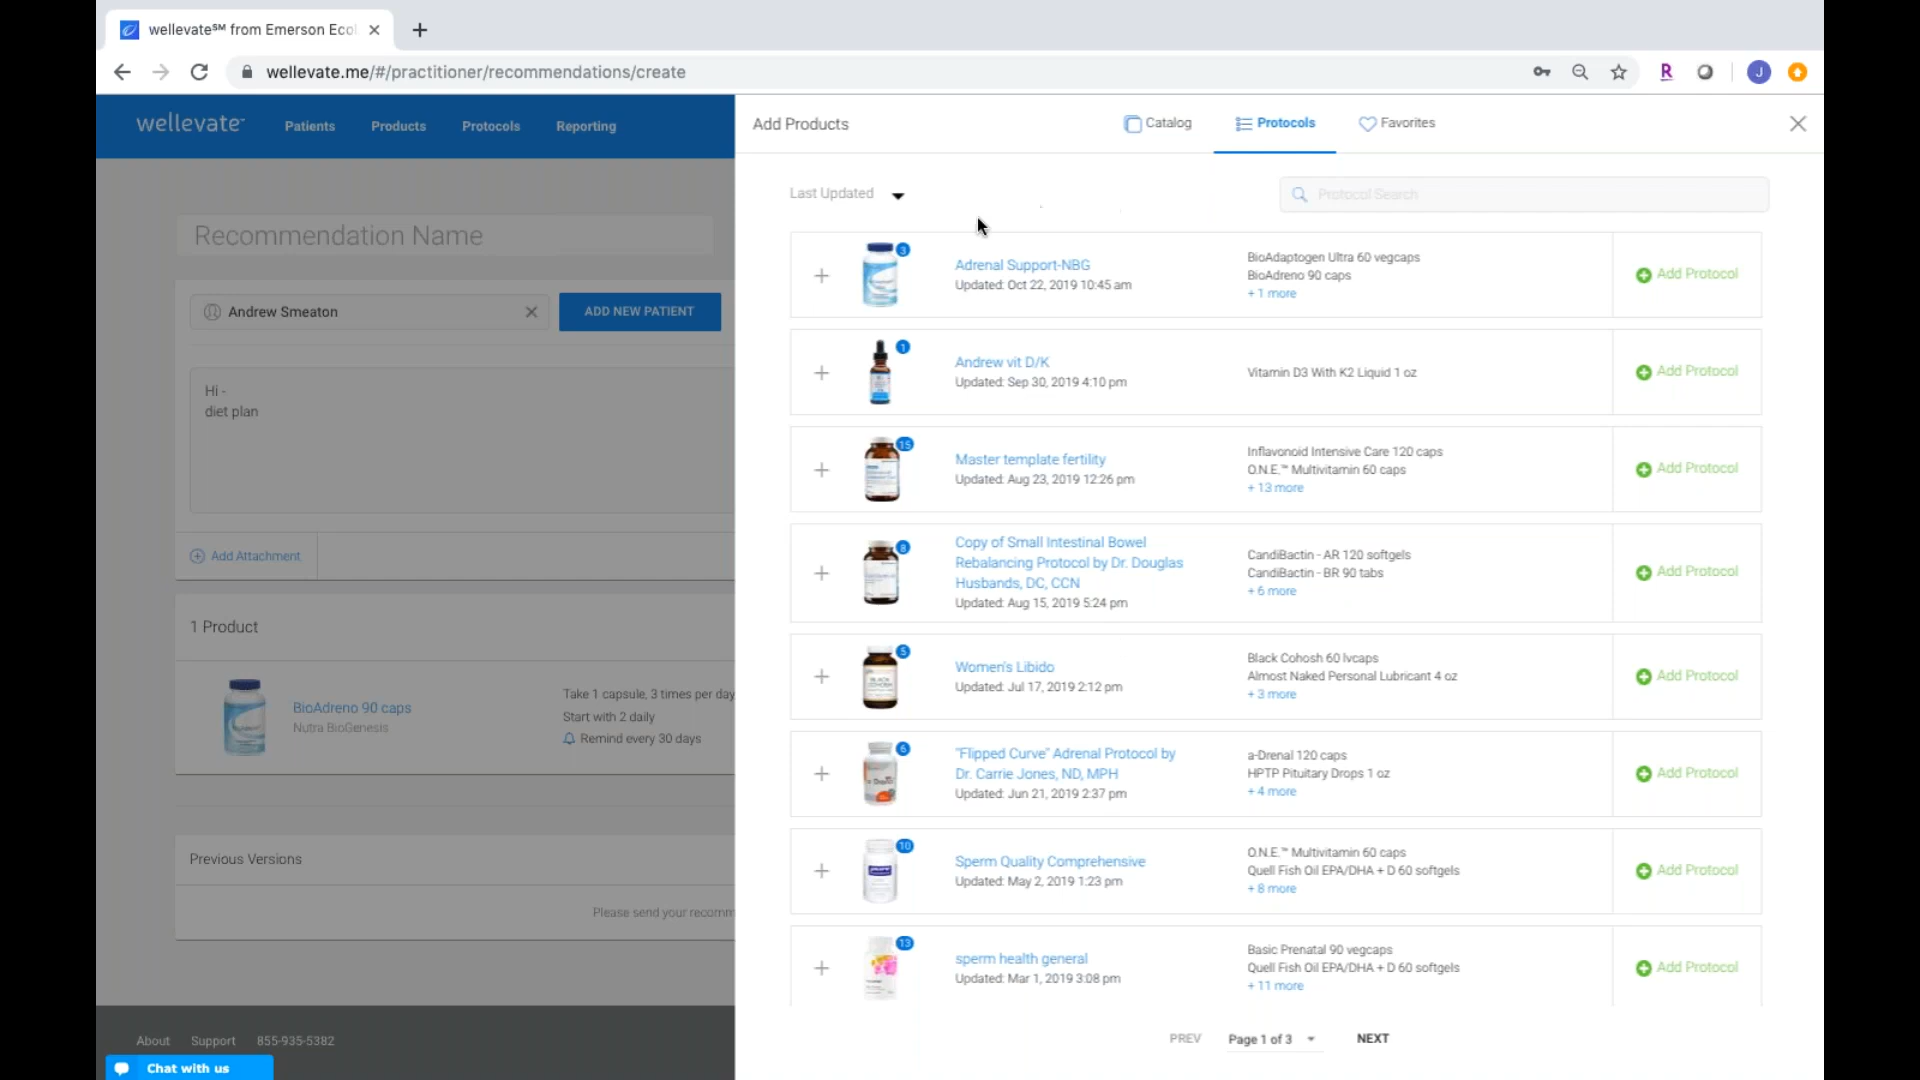 wellevate℠ from Emerson Ecol
wellevate.me/#/practitioner/recommendations/create
R
J
wellevate
Patients
Products
Protocols
Reporting
Add Products
Catalog
Protocols
Favorites
Recommendation Name
Andrew Smeaton
ADD NEW PATIENT
Hi -
diet plan
Add Attachment
1 Product
BioAdreno 90 caps
Nutra BioGenesis
Take 1 capsule, 3 times per day
Start with 2 daily
Remind every 30 days
Previous Versions
Please send your recomm
About
Support
855-935-5382
Chat with us
Last Updated
Protocol Search
3
Adrenal Support-NBG
Updated: Oct 22, 2019 10:45 am
BioAdaptogen Ultra 60 vegcaps
BioAdreno 90 caps
+ 1 more
Add Protocol
1
Andrew vit D/K
Updated: Sep 30, 2019 4:10 pm
Vitamin D3 With K2 Liquid 1 oz
Add Protocol
15
Master template fertility
Updated: Aug 23, 2019 12:26 pm
Inflavonoid Intensive Care 120 caps
O.N.E.™ Multivitamin 60 caps
+ 13 more
Add Protocol
8
Copy of Small Intestinal Bowel
Rebalancing Protocol by Dr. Douglas
Husbands, DC, CCN
Updated: Aug 15, 2019 5:24 pm
CandiBactin - AR 120 softgels
CandiBactin - BR 90 tabs
+ 6 more
Add Protocol
5
Women's Libido
Updated: Jul 17, 2019 2:12 pm
Black Cohosh 60 lvcaps
Almost Naked Personal Lubricant 4 oz
+ 3 more
Add Protocol
6
"Flipped Curve" Adrenal Protocol by
Dr. Carrie Jones, ND, MPH
Updated: Jun 21, 2019 2:37 pm
a-Drenal 120 caps
HPTP Pituitary Drops 1 oz
+ 4 more
Add Protocol
10
Sperm Quality Comprehensive
Updated: May 2, 2019 1:23 pm
O.N.E.™ Multivitamin 60 caps
Quell Fish Oil EPA/DHA + D 60 softgels
+ 8 more
Add Protocol
13
sperm health general
Updated: Mar 1, 2019 3:08 pm
Basic Prenatal 90 vegcaps
Quell Fish Oil EPA/DHA + D 60 softgels
+ 11 more
Add Protocol
PREV
Page 1 of 3
NEXT